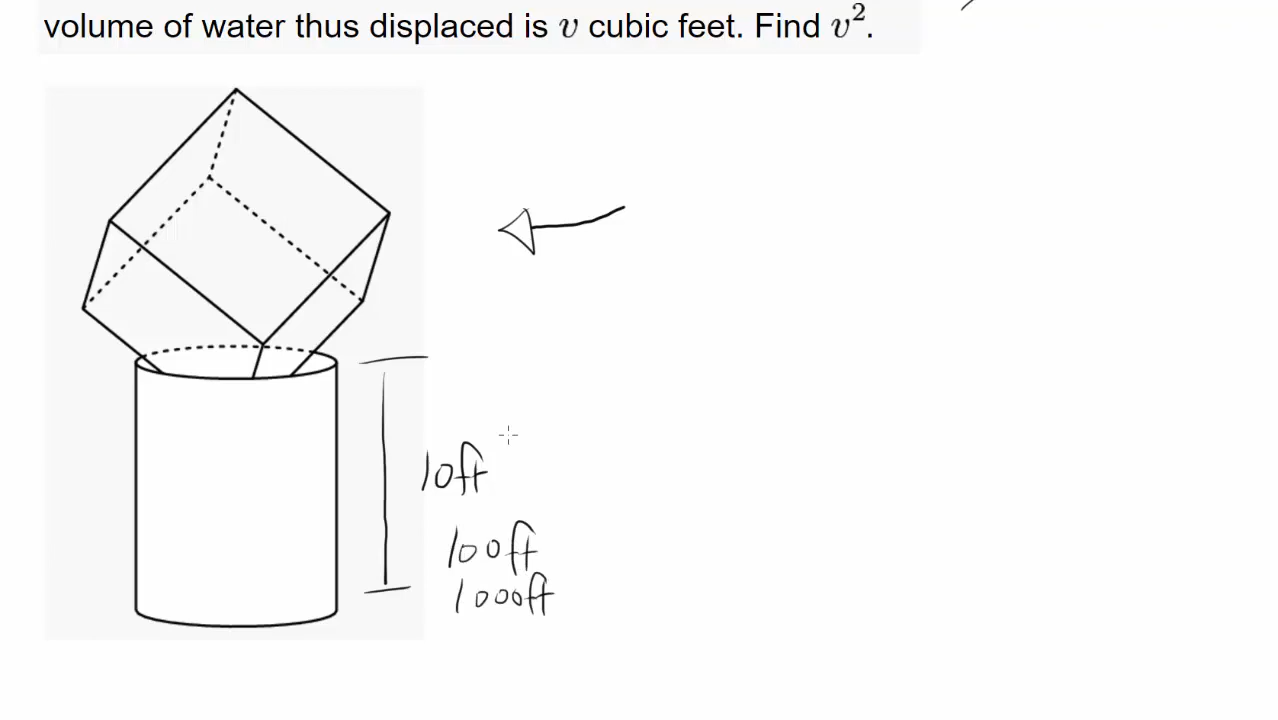 volume of water thus displaced is v cubic feet. Find v².
10ft
100ft
1000ft